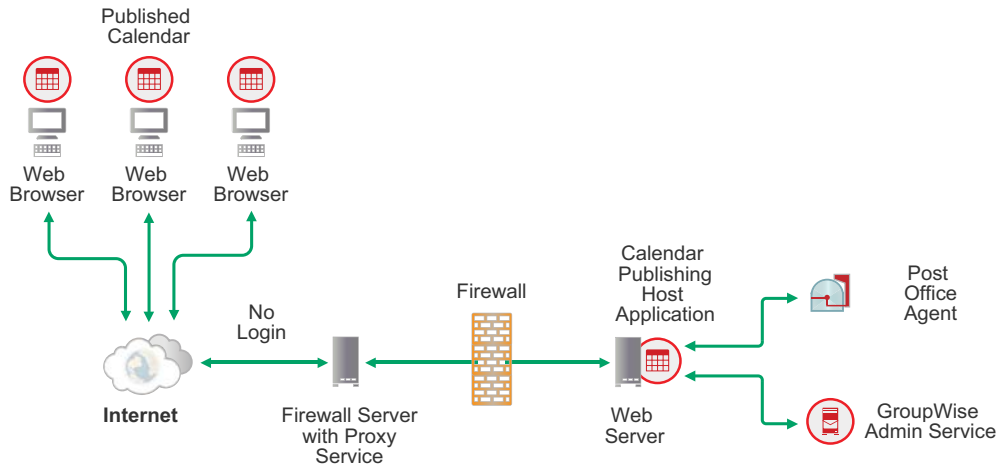 Published
Calendar
Web
Browser
Web
Browser
Web
Browser
No
Login
Internet
Firewall Server
with Proxy
Service
Firewall
Calendar
Publishing
Host
Application
Web
Server
Post
Office
Agent
GroupWise
Admin Service